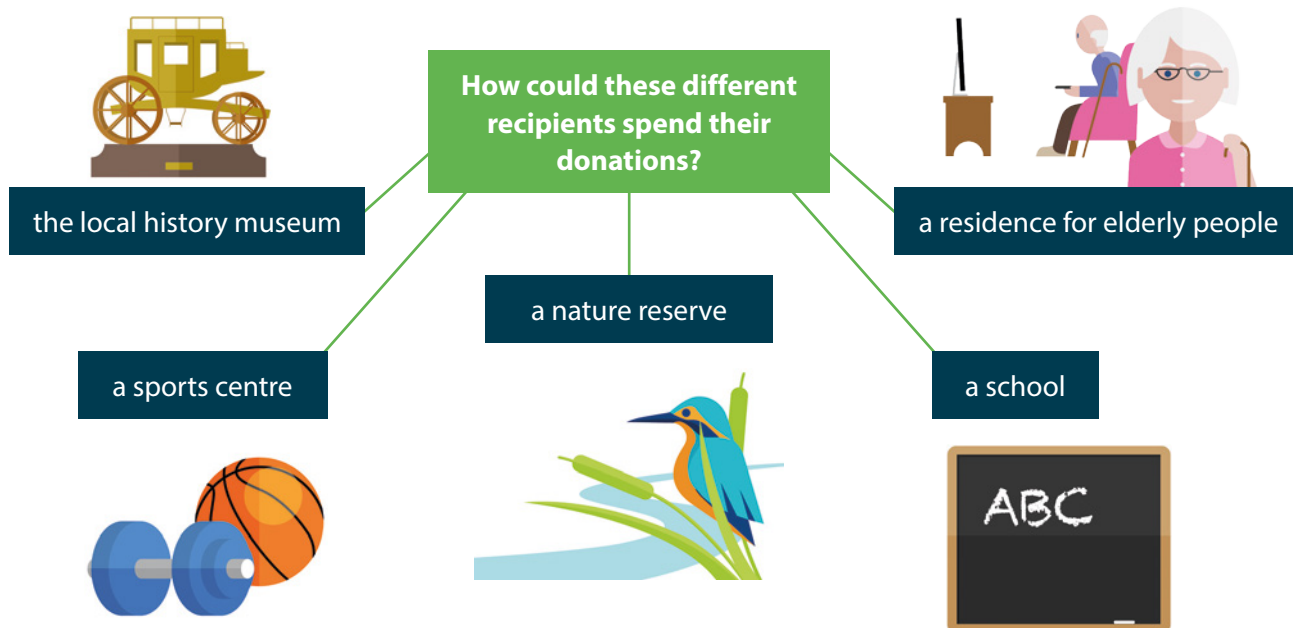 How could these different
recipients spend their
donations?
the local history museum
a residence for elderly people
a nature reserve
a sports centre
a school
ABC